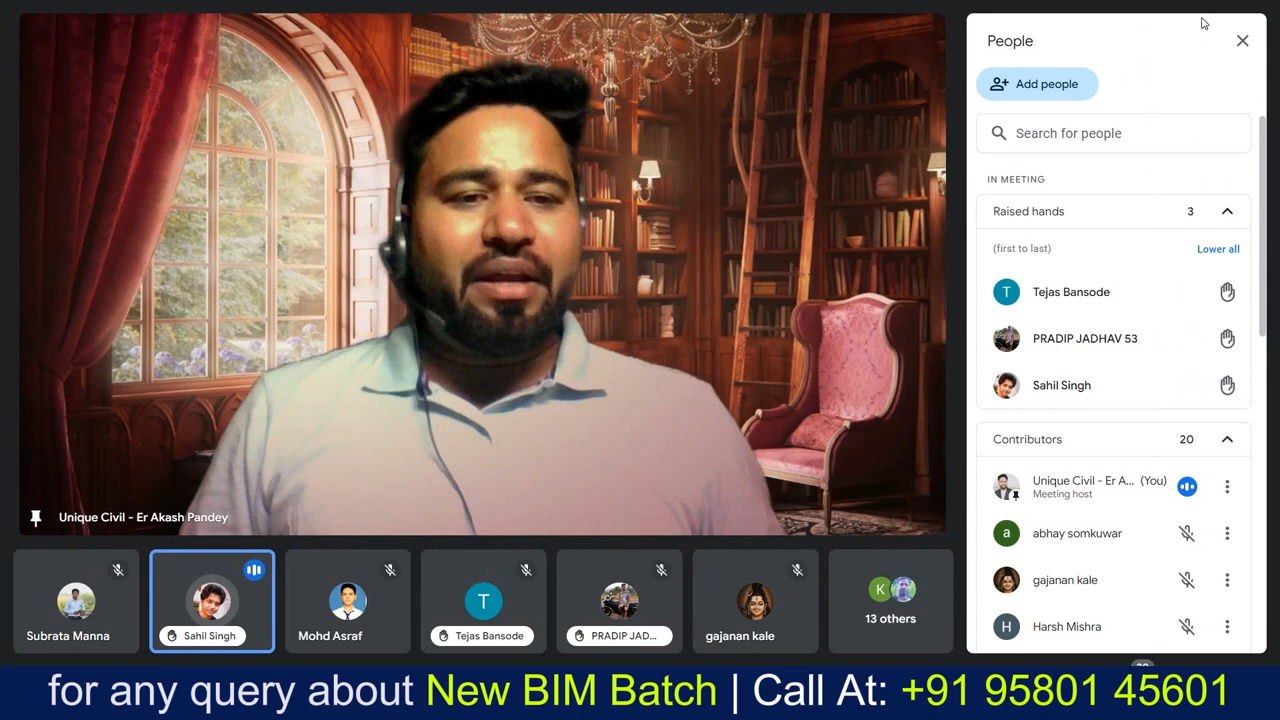 Unique Civil - Er Akash Pandey
Subrata Manna
Sahil Singh
Mohd Asraf
T
Tejas Bansode
PRADIP JAD...
gajanan kale
K
13 others
People
Add people
Search for people
IN MEETING
Raised hands 3
(first to last) Lower all
T Tejas Bansode
PRADIP JADHAV 53
Sahil Singh
Contributors 20
Unique Civil - Er A... (You)
Meeting host
a abhay somkuwar
gajanan kale
H Harsh Mishra
for any query about New BIM Batch | Call At: +91 95801 45601